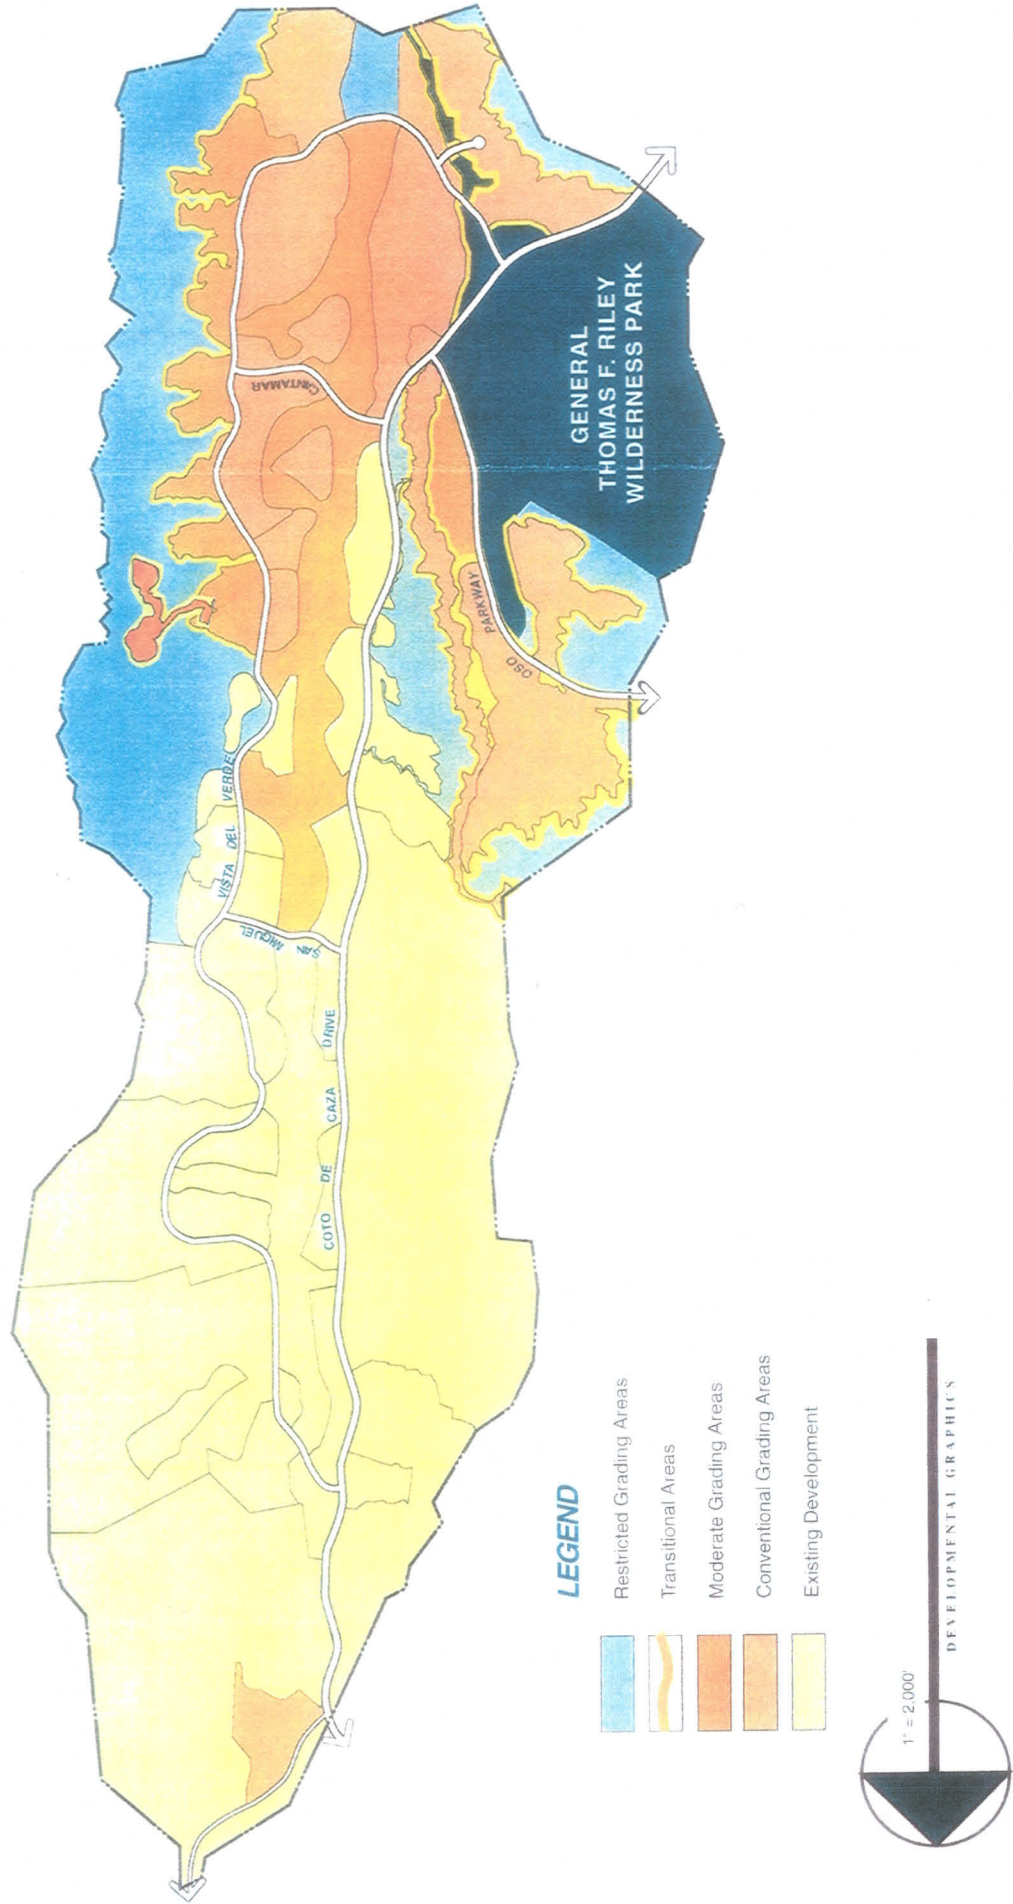 GENERAL
THOMAS F. RILEY
WILDERNESS PARK
CANTAMAR
OSO PARKWAY
VISTA DEL VERDE
SAN MIGUEL
COTO DE CAZA DRIVE
LEGEND
Restricted Grading Areas
Transitional Areas
Moderate Grading Areas
Conventional Grading Areas
Existing Development
1" = 2,000'
DEVELOPMENTAL GRAPHICS